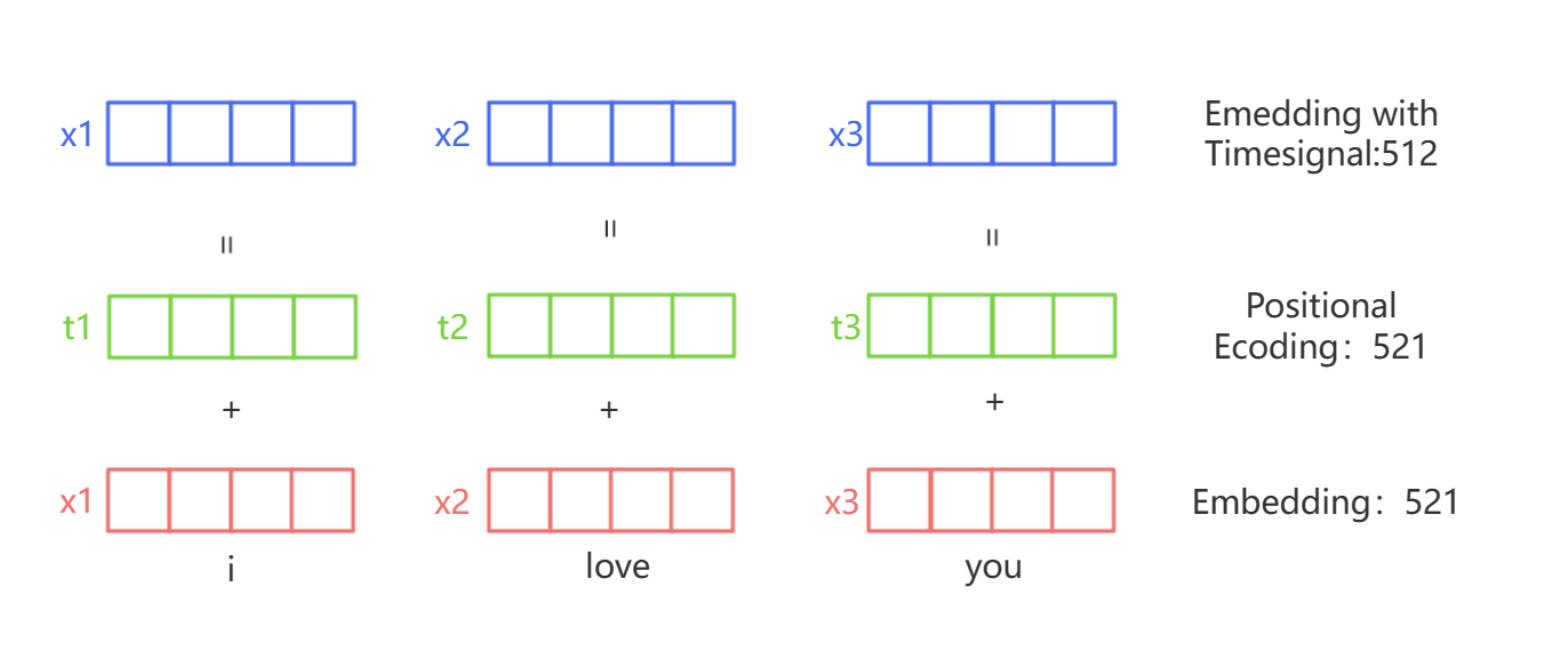 x1
x2
x3
Emedding with
Timesignal:512
=
=
=
t1
t2
t3
Positional
Ecoding：521
+
+
+
x1
x2
x3
Embedding：521
i
love
you